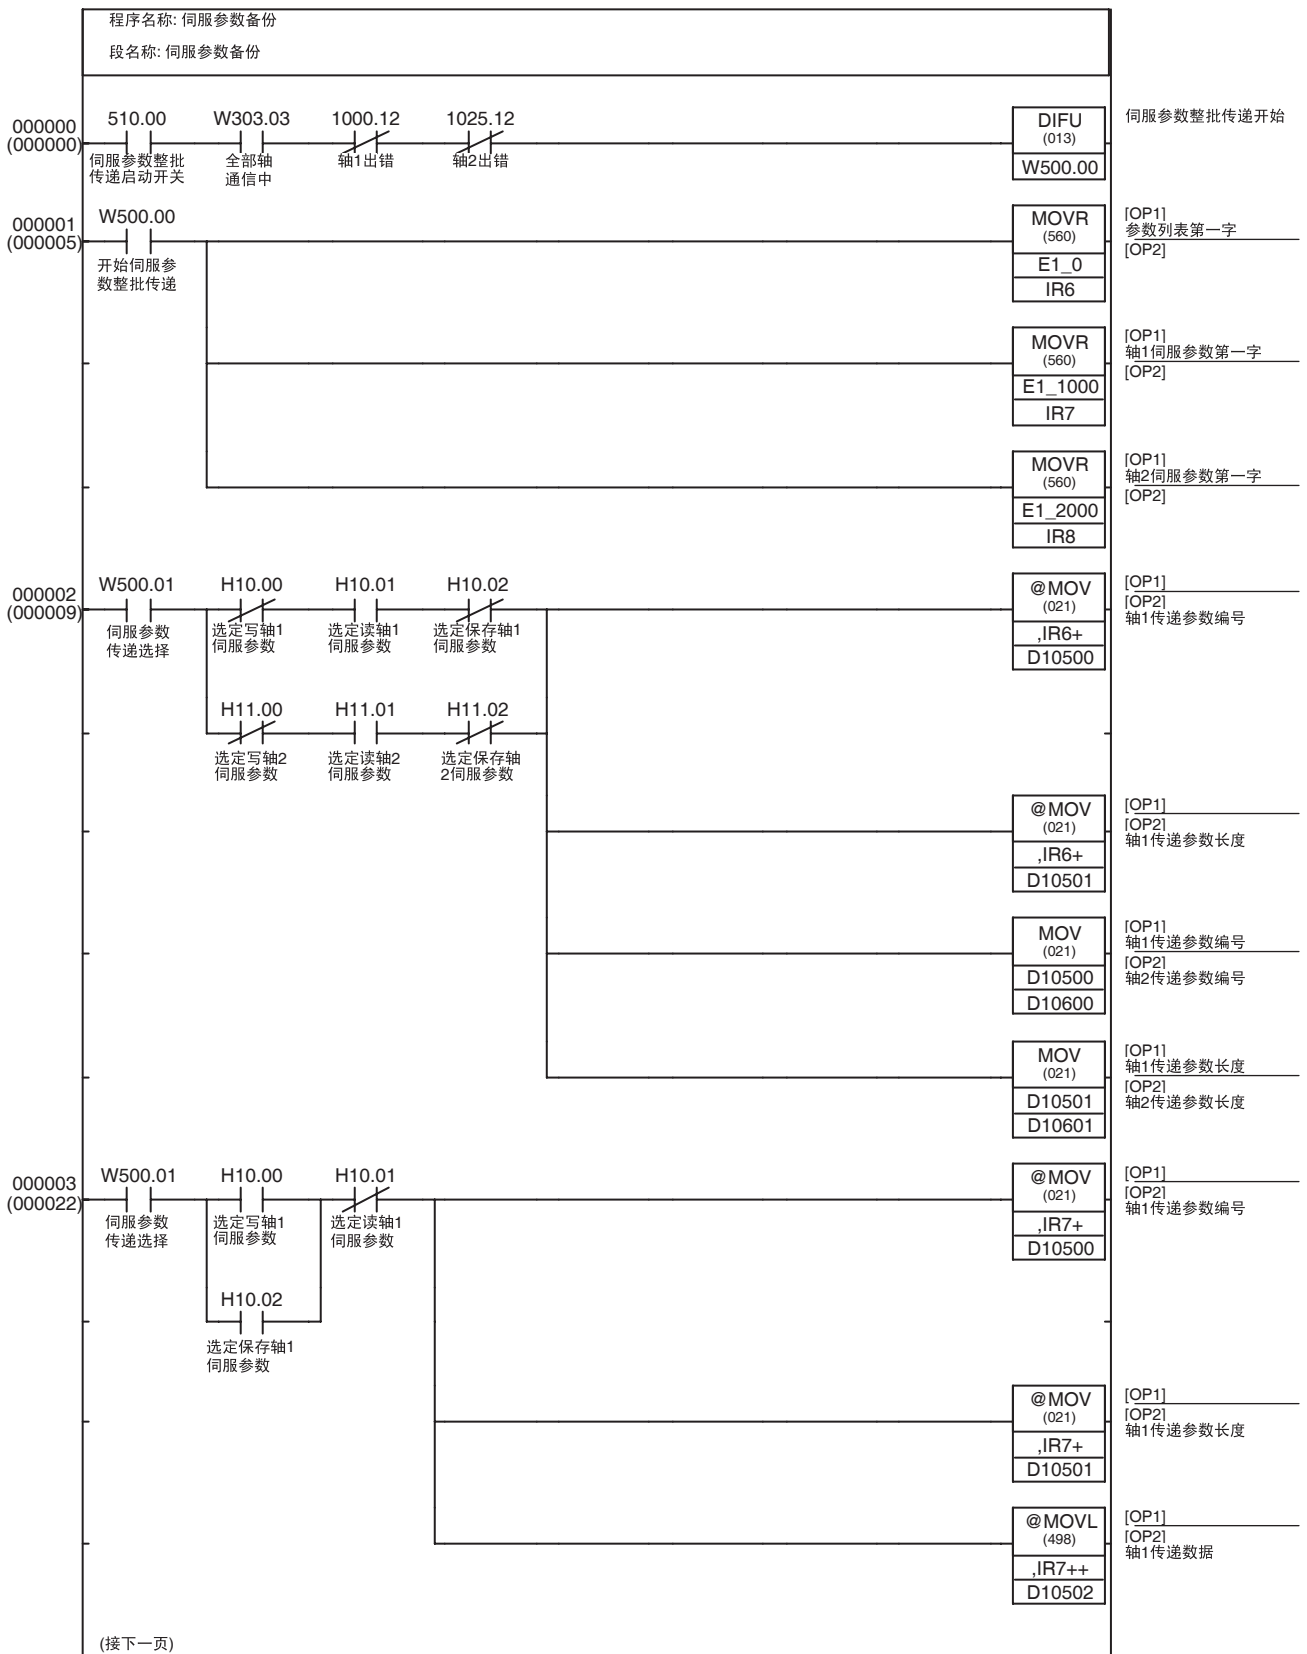 程序名称: 伺服参数备份
段名称: 伺服参数备份
000000
(000000)
510.00
W303.03
1000.12
1025.12
伺服参数整批
传递启动开关
全部轴
通信中
轴1出错
轴2出错
DIFU
(013)
W500.00
伺服参数整批传递开始
000001
(000005)
W500.00
开始伺服参
数整批传递
MOVR
(560)
E1_0
IR6
[OP1]
参数列表第一字
[OP2]
MOVR
(560)
E1_1000
IR7
[OP1]
轴1伺服参数第一字
[OP2]
MOVR
(560)
E1_2000
IR8
[OP1]
轴2伺服参数第一字
[OP2]
000002
(000009)
W500.01
H10.00
H10.01
H10.02
伺服参数
传递选择
选定写轴1
伺服参数
选定读轴1
伺服参数
选定保存轴1
伺服参数
@MOV
(021)
,IR6+
D10500
[OP1]
[OP2]
轴1传递参数编号
H11.00
H11.01
H11.02
选定写轴2
伺服参数
选定读轴2
伺服参数
选定保存轴
2伺服参数
@MOV
(021)
,IR6+
D10501
[OP1]
[OP2]
轴1传递参数长度
MOV
(021)
D10500
D10600
[OP1]
轴1传递参数编号
[OP2]
轴2传递参数编号
MOV
(021)
D10501
D10601
[OP1]
轴1传递参数长度
[OP2]
轴2传递参数长度
000003
(000022)
W500.01
H10.00
H10.01
伺服参数
传递选择
选定写轴1
伺服参数
选定读轴1
伺服参数
@MOV
(021)
,IR7+
D10500
[OP1]
[OP2]
轴1传递参数编号
H10.02
选定保存轴1
伺服参数
@MOV
(021)
,IR7+
D10501
[OP1]
[OP2]
轴1传递参数长度
@MOVL
(498)
,IR7++
D10502
[OP1]
[OP2]
轴1传递数据
(接下一页)